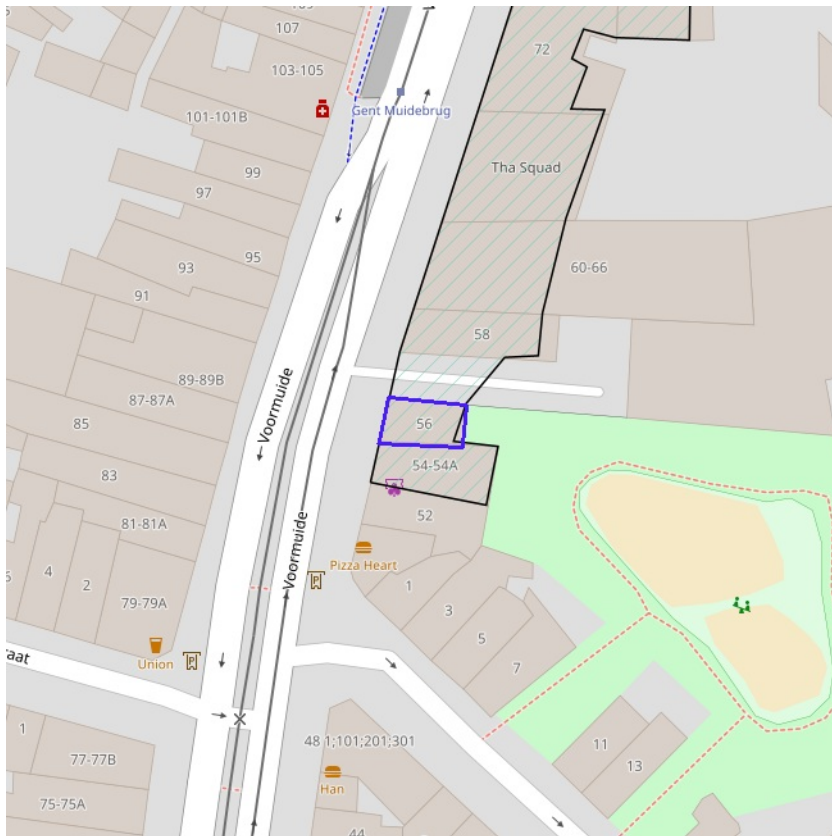 107
72
103-105
Gent Muidebrug
101-101B
99
Tha Squad
97
95
93
60-66
91
58
89-89B
87-87A
Voormuide
85
56
54-54A
83
81-81A
52
Voormuide
Pizza Heart
4
2
79-79A
1
3
5
7
Union
raat
1
77-77B
75-75A
48 1;101;201;301
Han
11
13
44